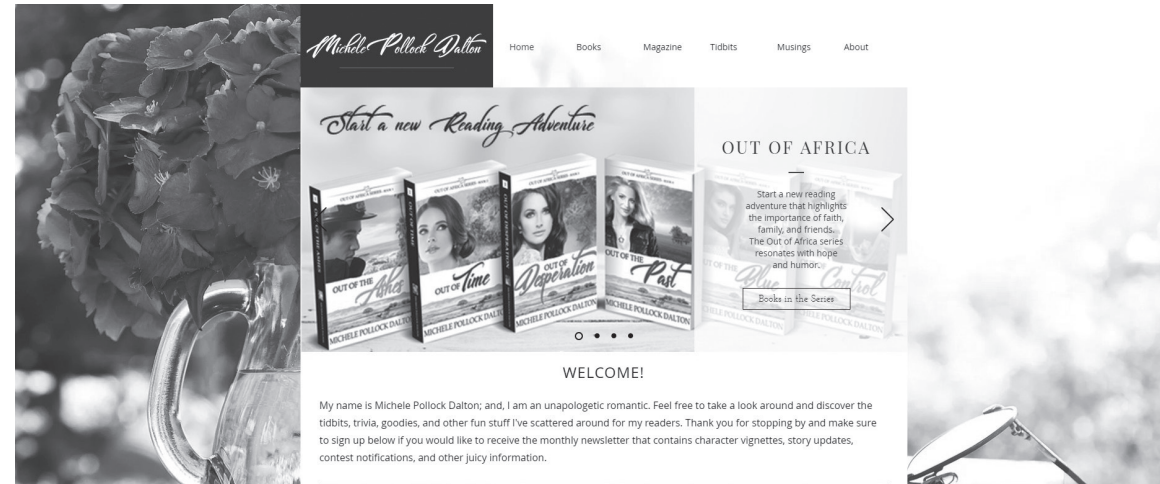 Michele Pollock Dalton
Home Books Magazine Tidbits Musings About
Start a new Reading Adventure
OUT OF THE Ashes
MICHELE POLLOCK DALTON
OUT OF Time
MICHELE POLLOCK DALTON
OUT OF Desperation
MICHELE POLLOCK DALTON
OUT OF THE Past
MICHELE POLLOCK DALTON
OUT OF THE Blue
Control
OUT OF AFRICA
Start a new reading
adventure that highlights
the importance of faith,
family, and friends.
The Out of Africa series
resonates with hope
and humor.
Books in the Series
WELCOME!
My name is Michele Pollock Dalton; and, I am an unapologetic romantic. Feel free to take a look around and discover the
tidbits, trivia, goodies, and other fun stuff I've scattered around for my readers. Thank you for stopping by and make sure
to sign up below if you would like to receive the monthly newsletter that contains character vignettes, story updates,
contest notifications, and other juicy information.